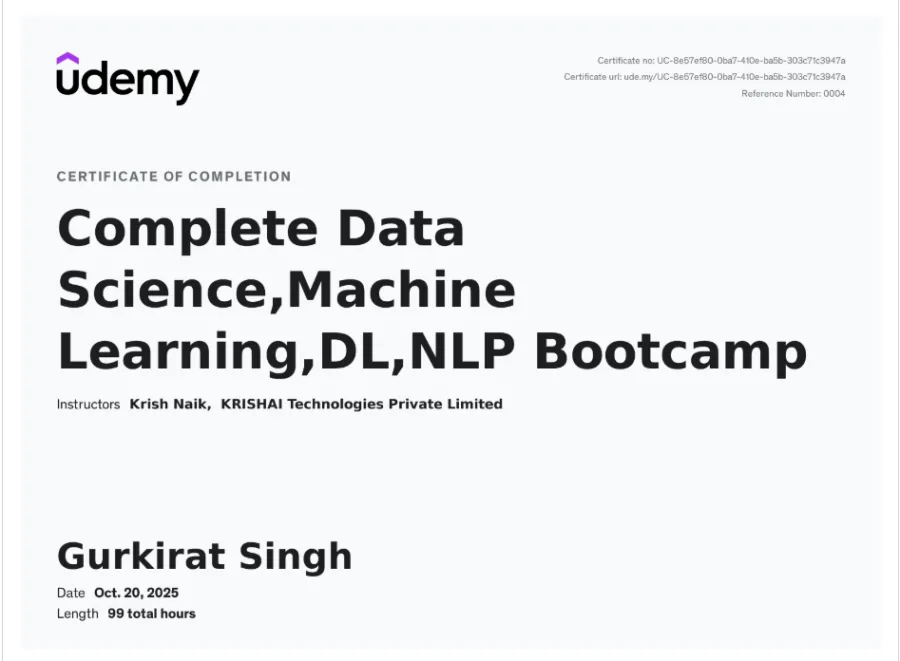 udemy
Certificate no: UC-8e57ef80-0ba7-410e-ba5b-303c71c3947a
Certificate url: ude.my/UC-8e57ef80-0ba7-410e-ba5b-303c71c3947a
Reference Number: 0004
CERTIFICATE OF COMPLETION
Complete Data
Science,Machine
Learning,DL,NLP Bootcamp
Instructors Krish Naik, KRISHAI Technologies Private Limited
Gurkirat Singh
Date Oct. 20, 2025
Length 99 total hours